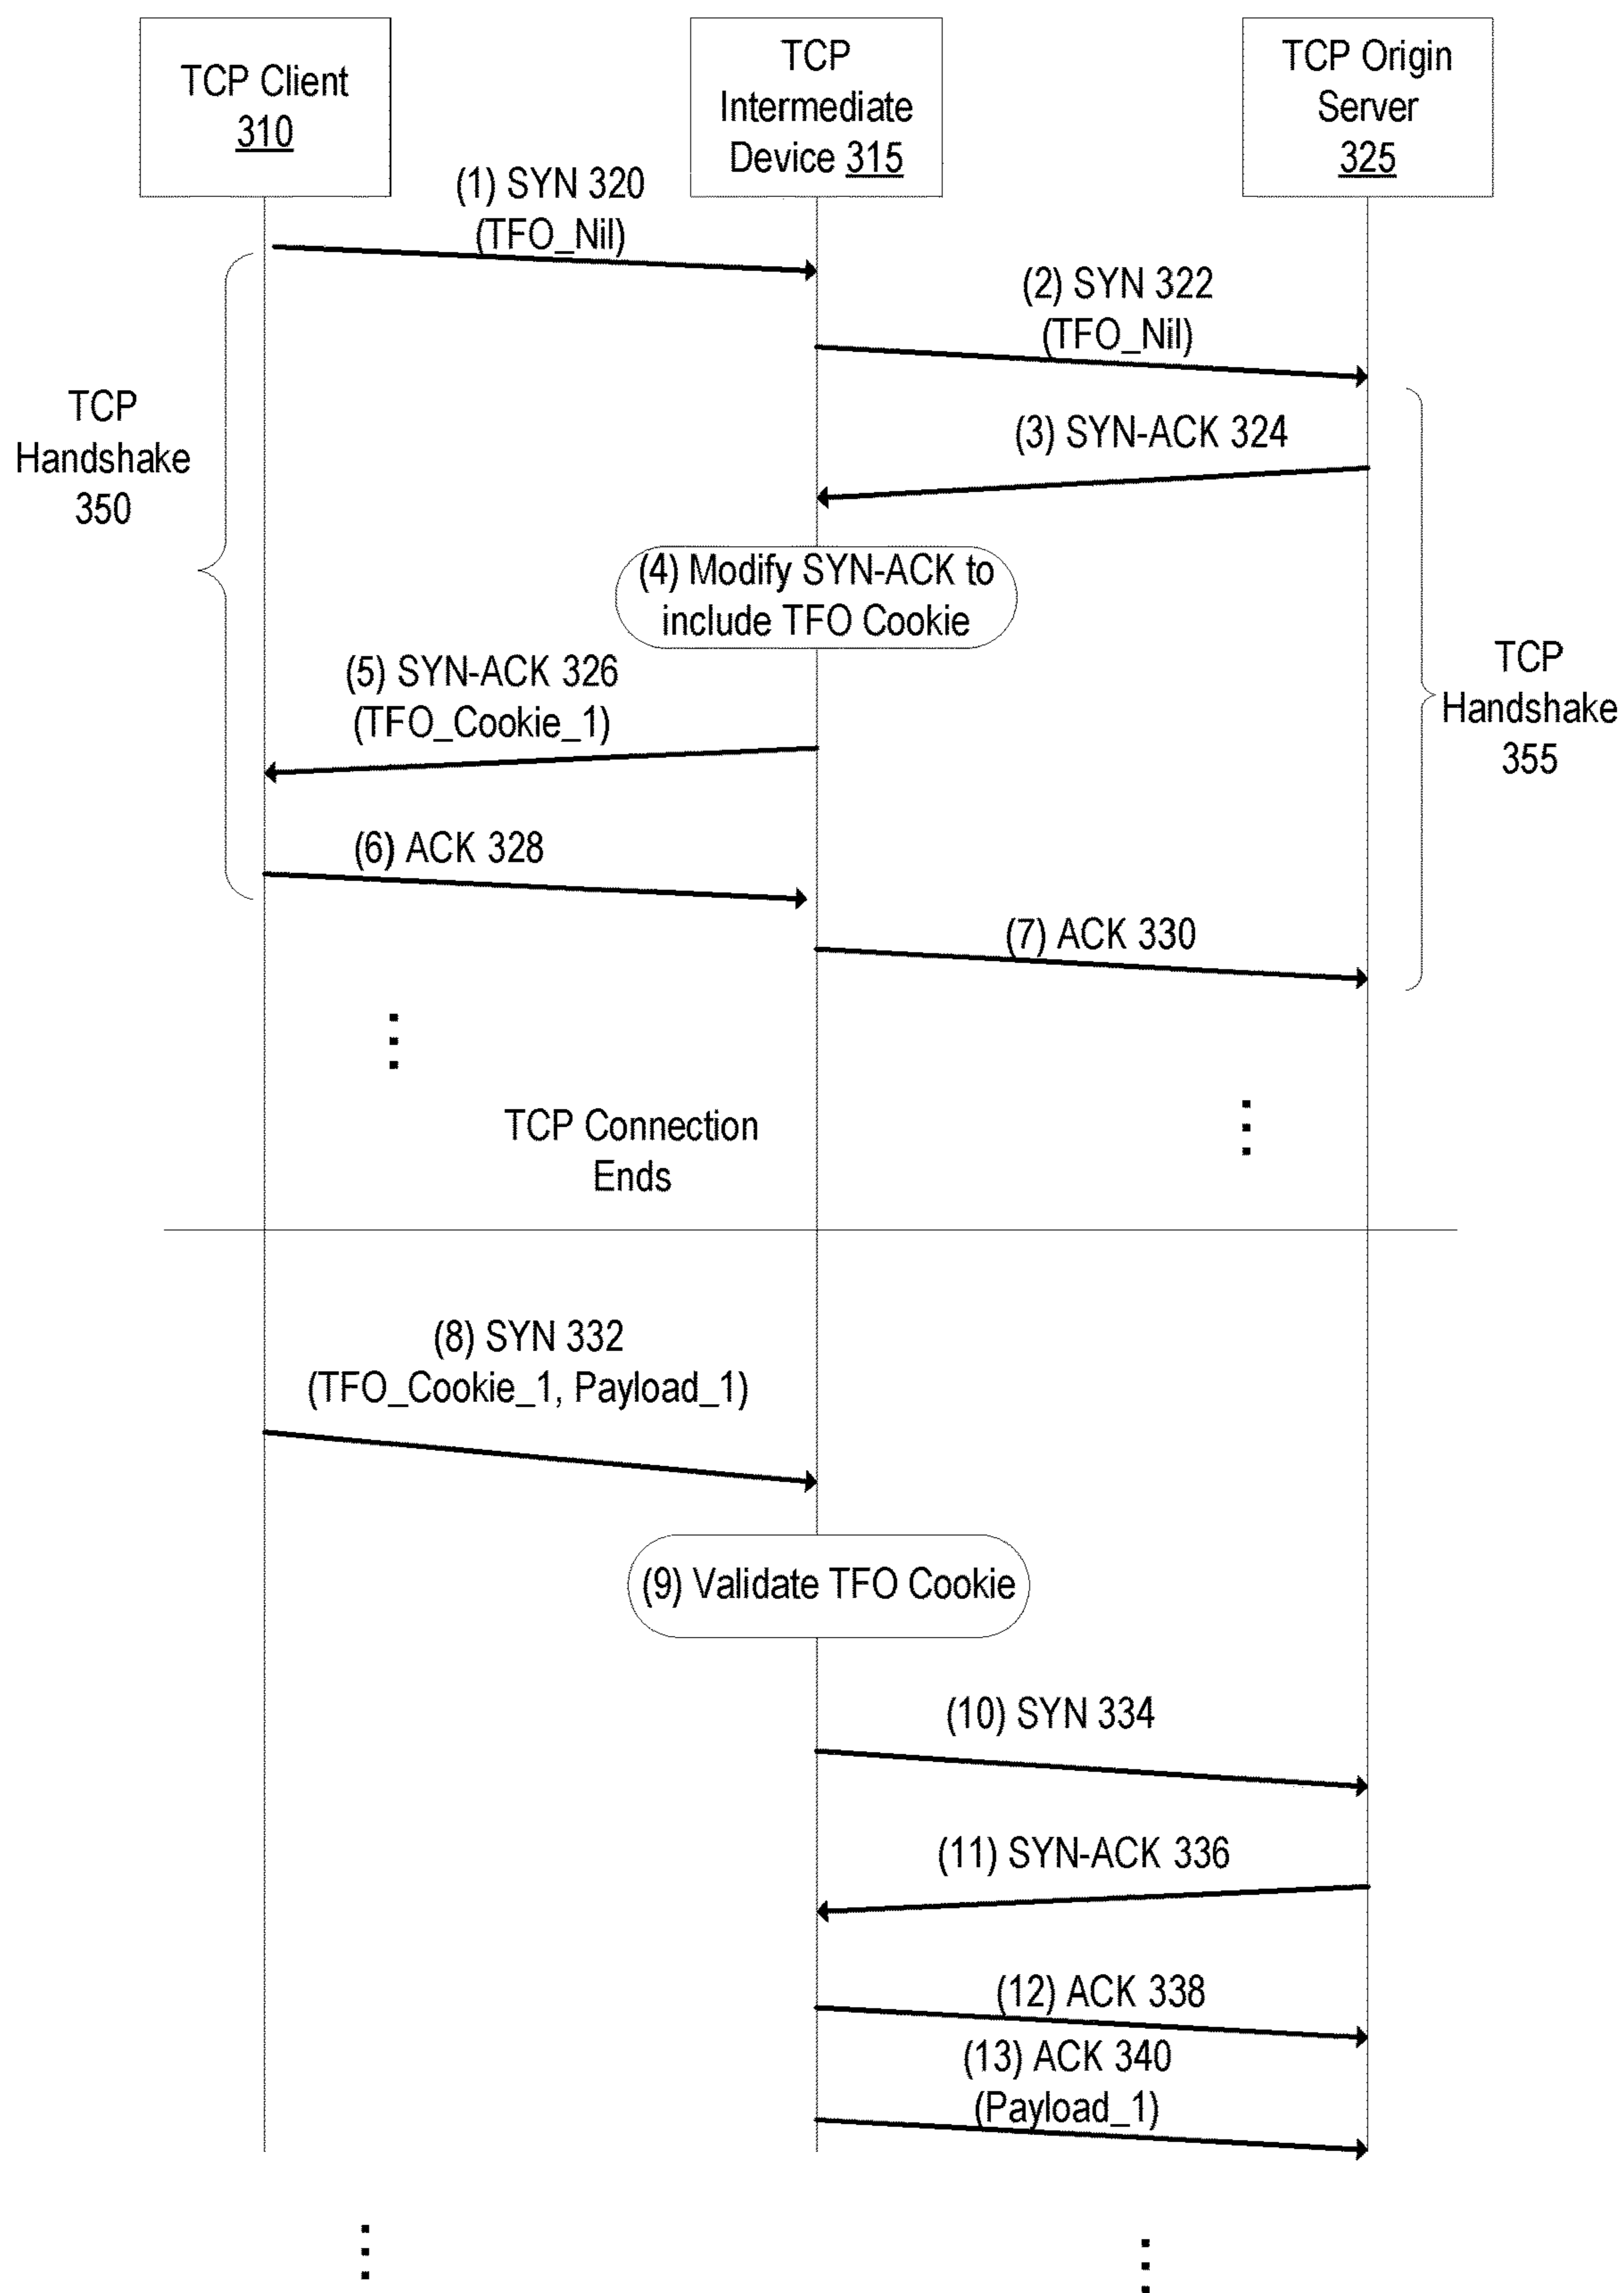 TCP Client
310
TCP
Intermediate
Device 315
TCP Origin
Server
325
(1) SYN 320
(TFO_Nil)
(2) SYN 322
(TFO_Nil)
TCP
Handshake
350
(3) SYN-ACK 324
(4) Modify SYN-ACK to
include TFO Cookie
(5) SYN-ACK 326
(TFO_Cookie_1)
TCP
Handshake
355
(6) ACK 328
(7) ACK 330
TCP Connection
Ends
(8) SYN 332
(TFO_Cookie_1, Payload_1)
(9) Validate TFO Cookie
(10) SYN 334
(11) SYN-ACK 336
(12) ACK 338
(13) ACK 340
(Payload_1)